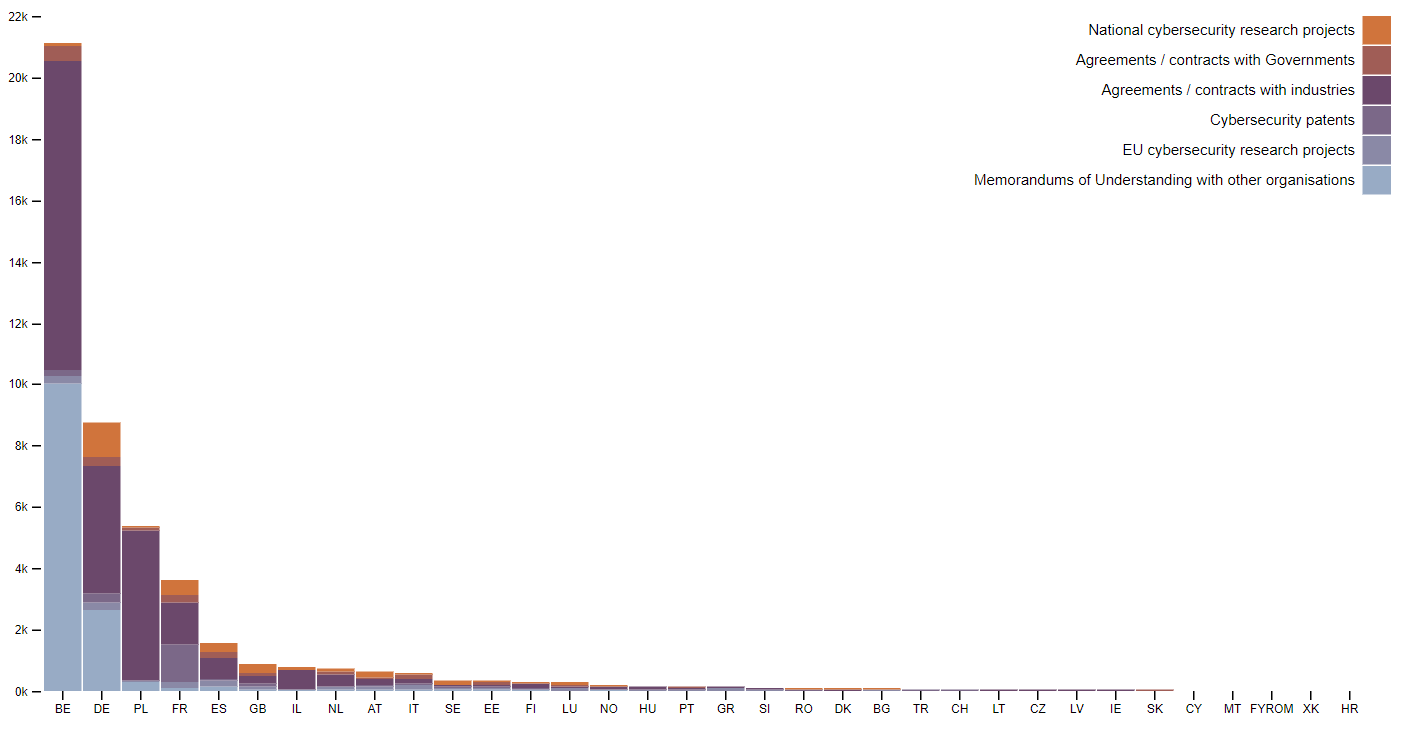 22k
20k
18k
16k
14k
12k
10k
8k
6k
4k
2k
0k
National cybersecurity research projects
Agreements / contracts with Governments
Agreements / contracts with industries
Cybersecurity patents
EU cybersecurity research projects
Memorandums of Understanding with other organisations
BE DE PL FR ES GB IL NL AT IT SE EE FI LU NO HU PT GR SI RO DK BG TR CH LT CZ LV IE SK CY MT FYROM XK HR